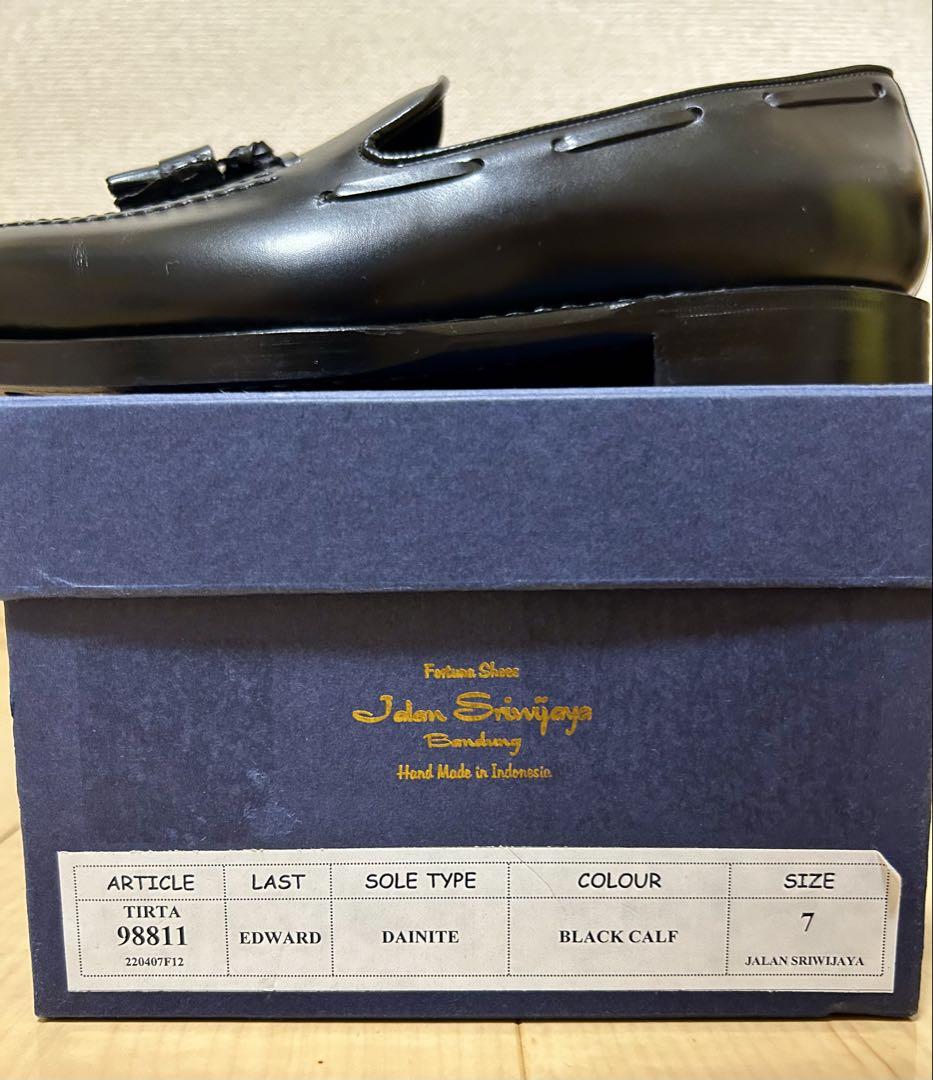 Fortuna Shoes
Jalan Sriwijaya
Bandung
Hand Made in Indonesia
ARTICLE LAST SOLE TYPE COLOUR SIZE
TIRTA
98811 EDWARD DAINITE BLACK CALF 7
220407F12 JALAN SRIWIJAYA